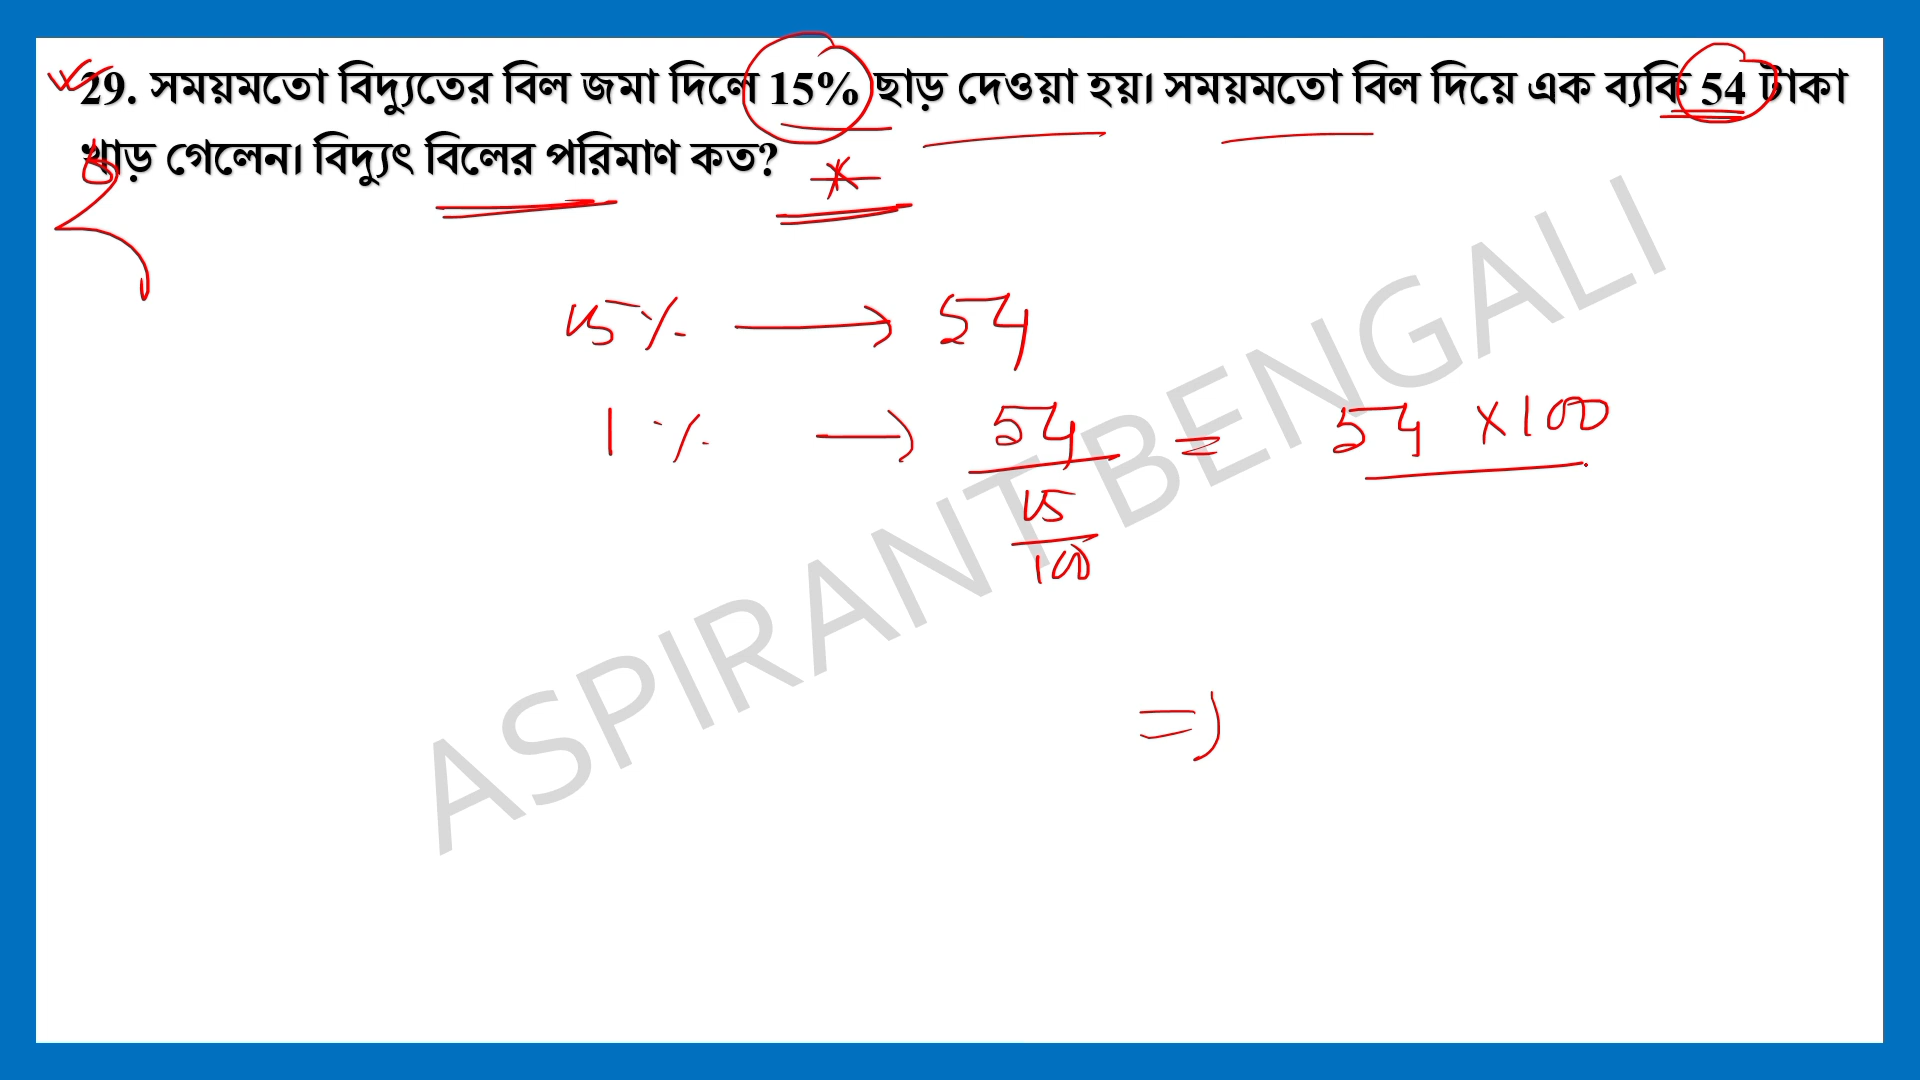 29. সময়মতো বিদ্যুতের বিল জমা দিলে 15% ছাড় দেওয়া হয়। সময়মতো বিল দিয়ে এক ব্যকি 54 টাকা
ছাড় গেলেন। বিদ্যুৎ বিলের পরিমাণ কত?
15% → 54
1% → 54 = 54 × 100
15
100
⇒
ASPIRANT BENGALI